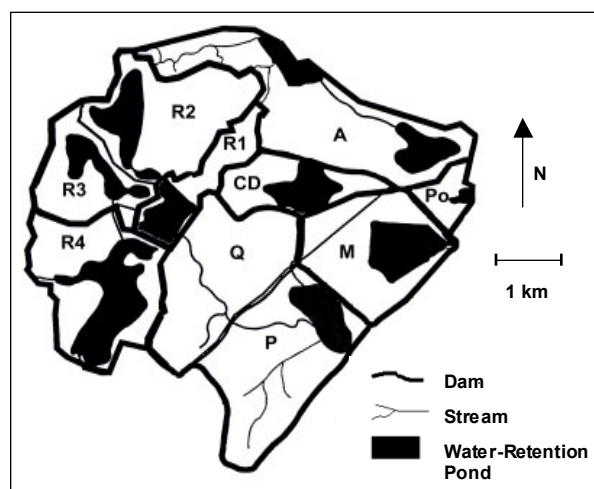 R2
A
R1
R3
CD
Po
N
R4
Q
M
1 km
P
Dam
Stream
Water-Retention
Pond